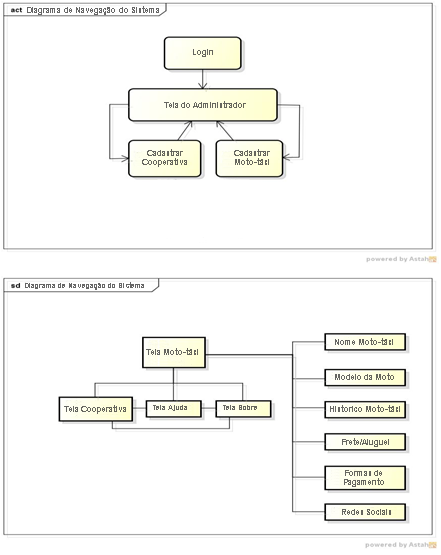 act Diagrama de Navegação do Sistema
Login
Tela do Administrador
Cadastrar
Cooperativa
Cadastrar
Moto-táxi
powered by Astah
sd Diagrama de Navegação do Sistema
Tela Moto-táxi
Tela Cooperativa
Tela Ajuda
Tela Sobre
Nome Moto-táxi
Modelo da Moto
Historico Moto-táxi
Frete/Aluguel
Formas de
Pagamento
Redes Sociais
powered by Astah